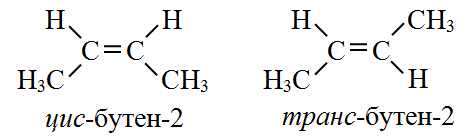 H H H CH₃
C=C C=C
H₃C CH₃ H₃C H
цис-бутен-2 транс-бутен-2